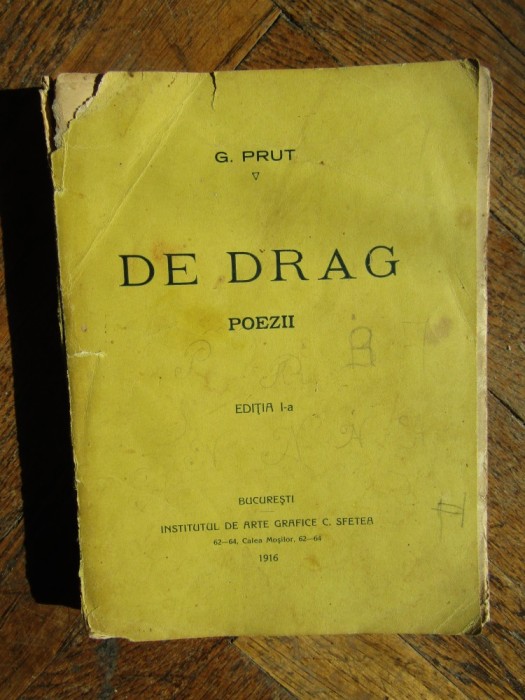 G. PRUT
DE DRAG
POEZII
EDIȚIA I-a
BUCUREȘTI
INSTITUTUL DE ARTE GRAFICE C. SFETEA
62—64, Calea Moșilor, 62—64
1916